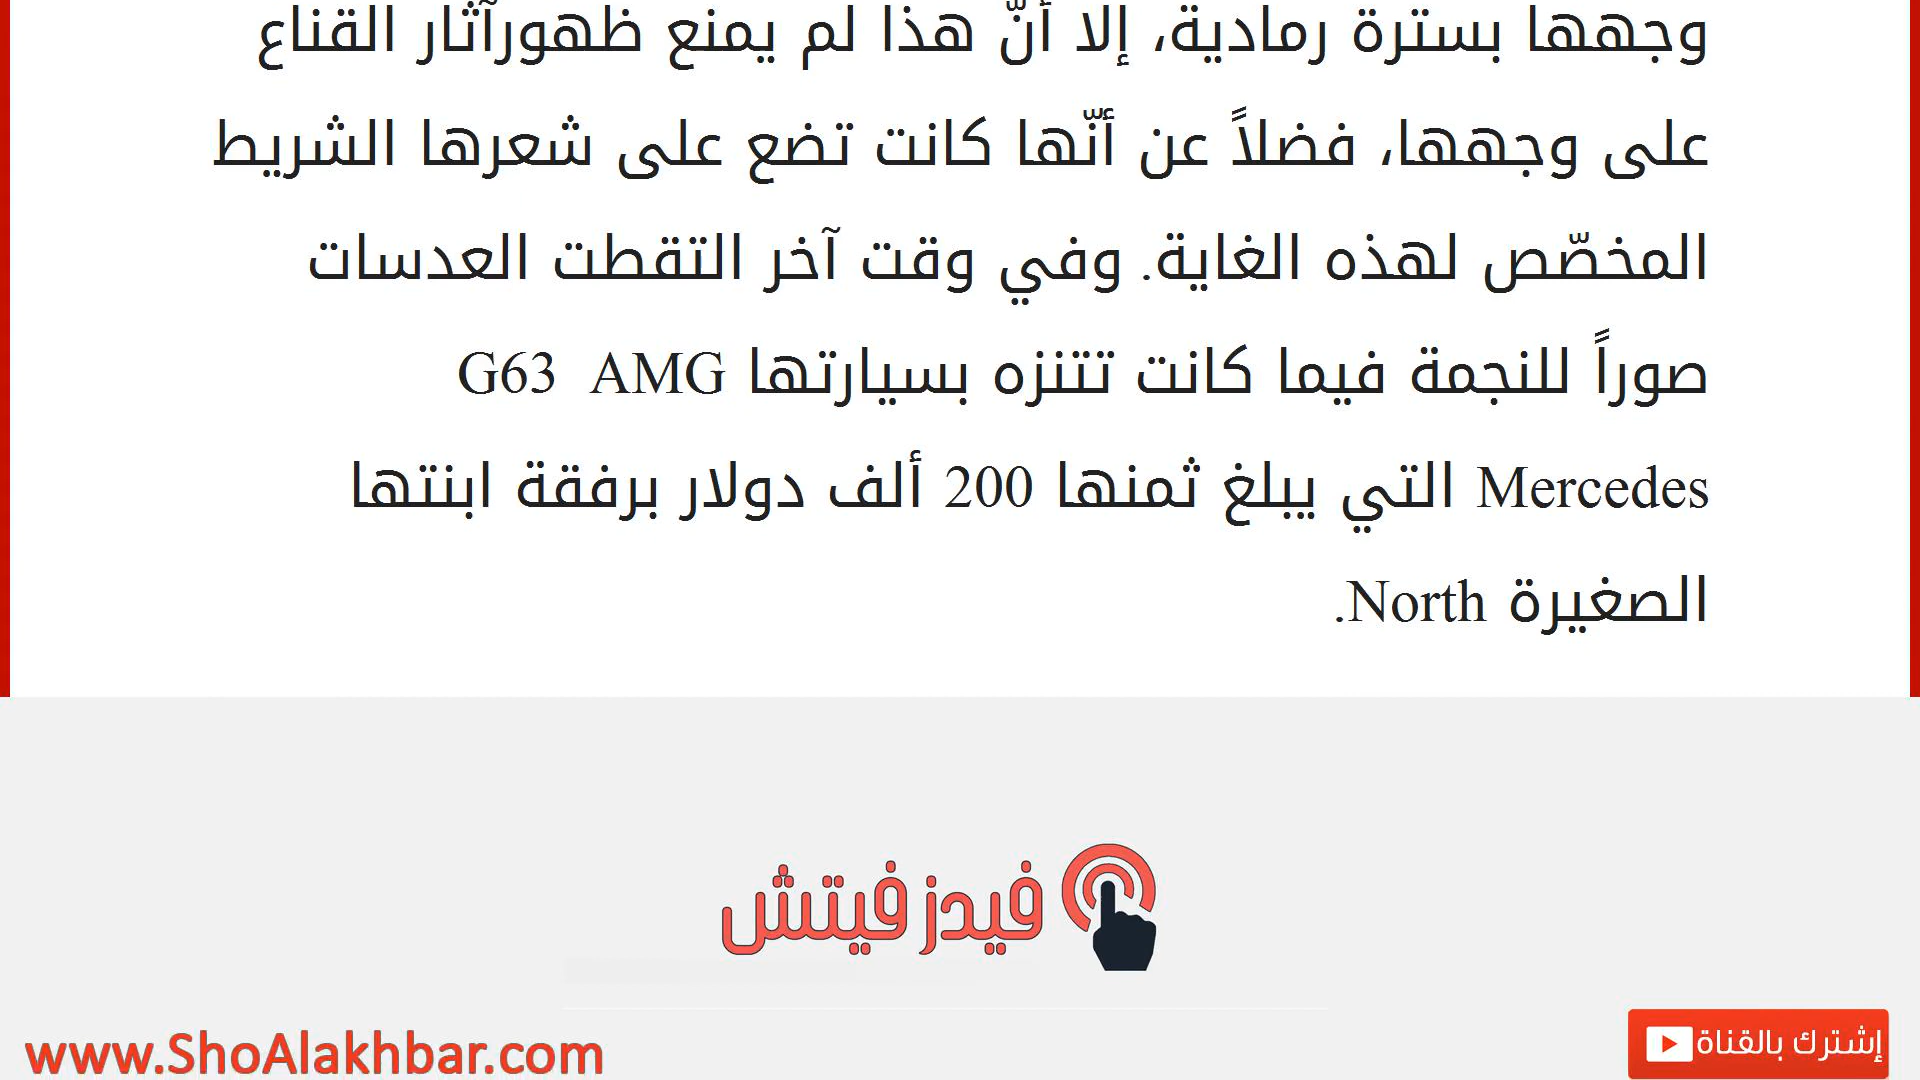 وجهها بسترة رمادية، إلا أنّ هذا لم يمنع ظهورآثار القناع
على وجهها، فضلاً عن أنّها كانت تضع على شعرها الشريط
المخصّص لهذه الغاية. وفي وقت آخر التقطت العدسات
صوراً للنجمة فيما كانت تتنزه بسيارتها G63  AMG
Mercedes التي يبلغ ثمنها 200 ألف دولار برفقة ابنتها
الصغيرة North.
فيدز فيتش
www.ShoAlakhbar.com
إشترك بالقناة